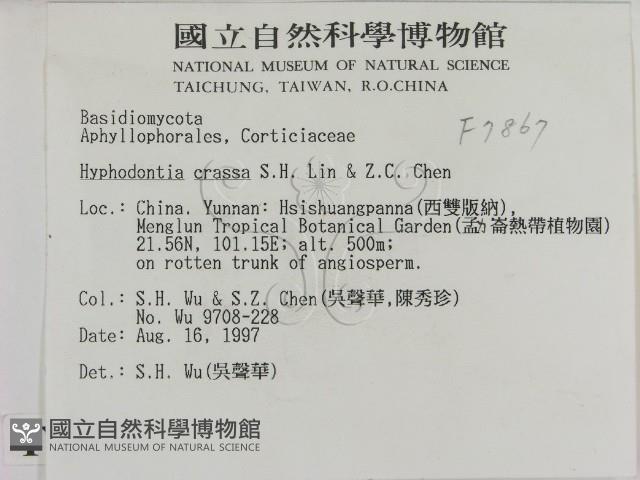 國立自然科學博物館
NATIONAL MUSEUM OF NATURAL SCIENCE
TAICHUNG, TAIWAN, R.O.CHINA
Basidiomycota
Aphyllophorales, Corticiaceae
F7867
Hyphodontia crassa S.H. Lin & Z.C. Chen
Loc.: China. Yunnan: Hsishuangpanna(西雙版納),
Menglun Tropical Botanical Garden(孟力崙熱帶植物園)
21.56N, 101.15E; alt. 500m;
on rotten trunk of angiosperm.
Col.: S.H. Wu & S.Z. Chen(吳聲華,陳秀珍)
No. Wu 9708-228
Date: Aug. 16, 1997
Det.: S.H. Wu(吳聲華)
國立自然科學博物館
NATIONAL MUSEUM OF NATURAL SCIENCE